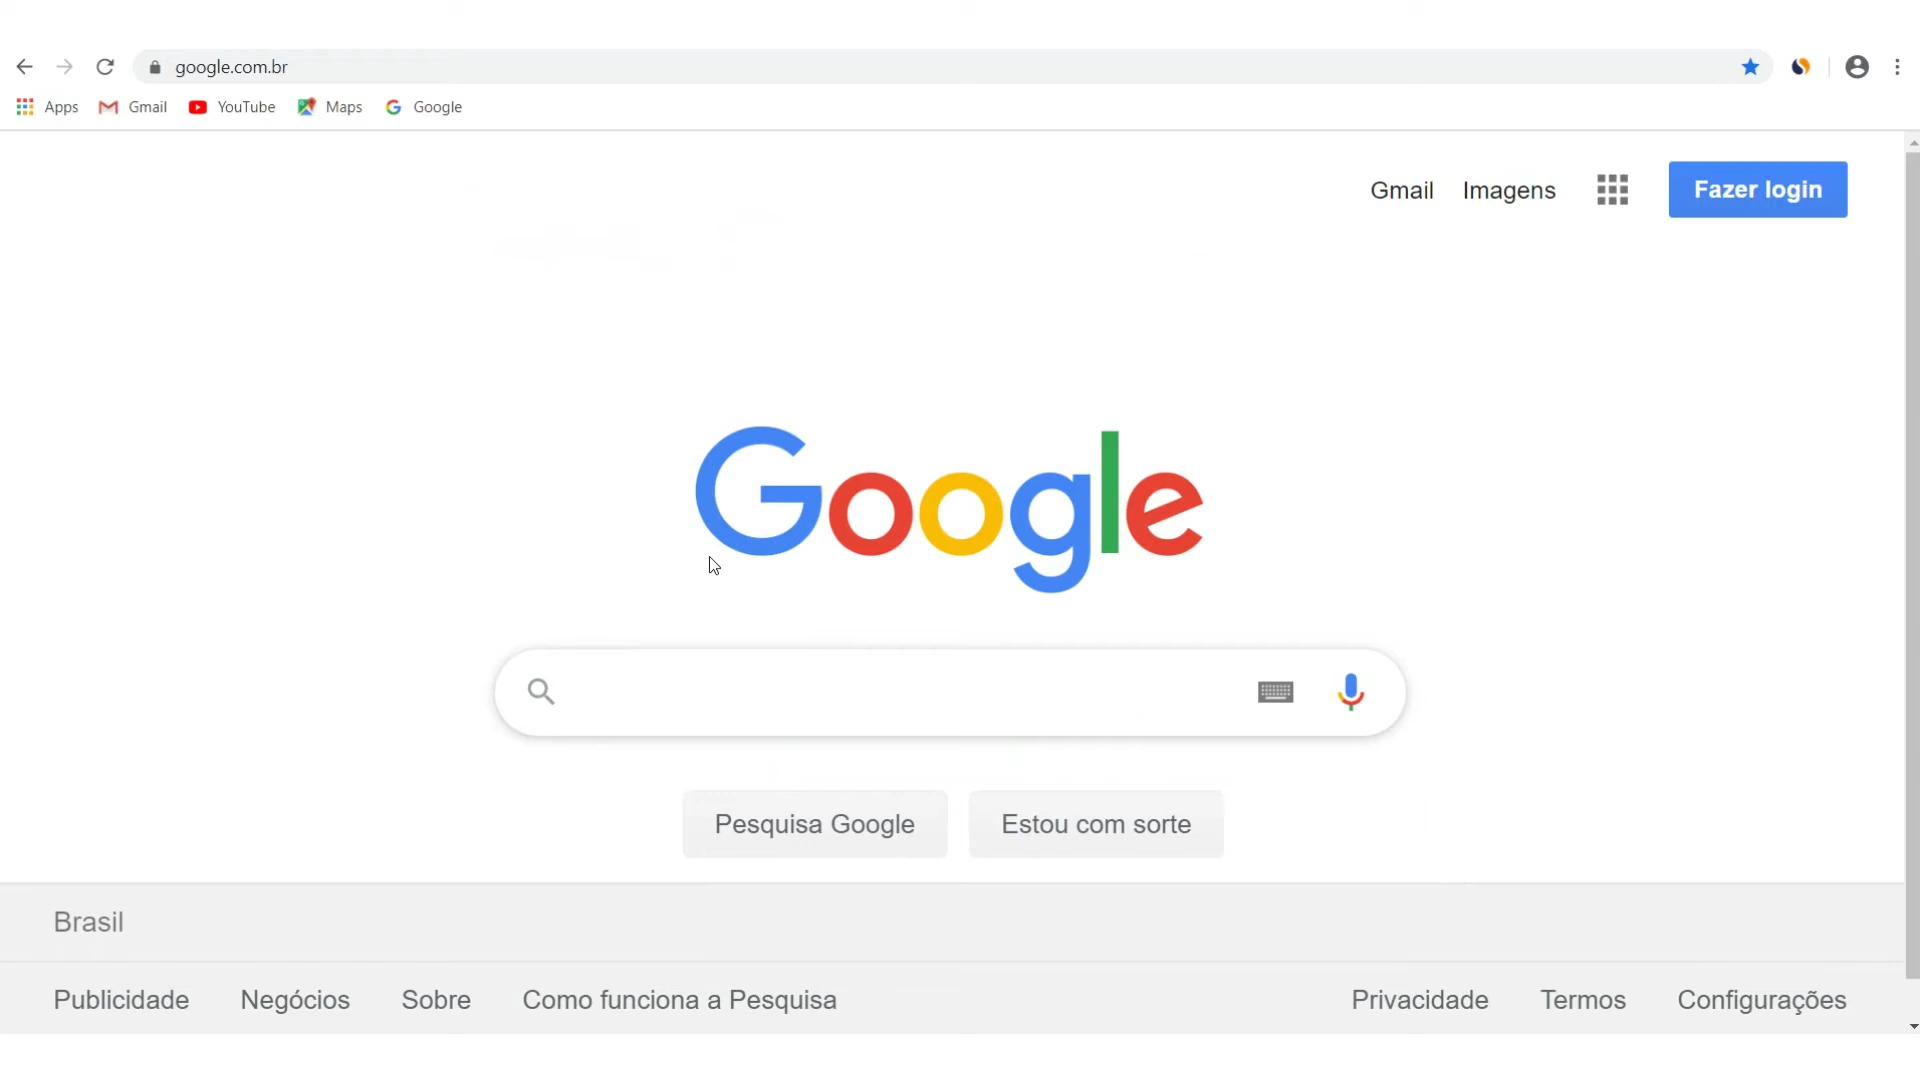 google.com.br
Apps Gmail YouTube Maps Google
Gmail Imagens Fazer login
Google
Pesquisa Google Estou com sorte
Brasil
Publicidade Negócios Sobre Como funciona a Pesquisa Privacidade Termos Configurações